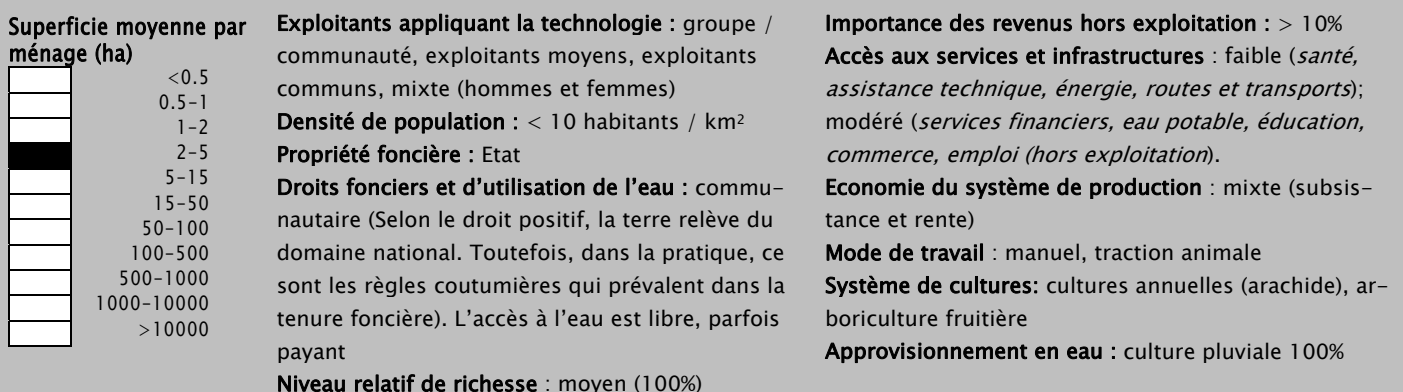 Superficie moyenne par
ménage (ha)
<0.5
0.5–1
1–2
2–5
5–15
15–50
50–100
100–500
500–1000
1000–10000
>10000
Exploitants appliquant la technologie : groupe /
communauté, exploitants moyens, exploitants
communs, mixte (hommes et femmes)
Densité de population : < 10 habitants / km²
Propriété foncière : Etat
Droits fonciers et d’utilisation de l’eau : commu–
nautaire (Selon le droit positif, la terre relève du
domaine national. Toutefois, dans la pratique, ce
sont les règles coutumières qui prévalent dans la
tenure foncière). L’accès à l’eau est libre, parfois
payant
Niveau relatif de richesse : moyen (100%)
Importance des revenus hors exploitation : > 10%
Accès aux services et infrastructures : faible (santé,
assistance technique, énergie, routes et transports);
modéré (services financiers, eau potable, éducation,
commerce, emploi (hors exploitation).
Economie du système de production : mixte (subsis–
tance et rente)
Mode de travail : manuel, traction animale
Système de cultures: cultures annuelles (arachide), ar–
boriculture fruitière
Approvisionnement en eau : culture pluviale 100%